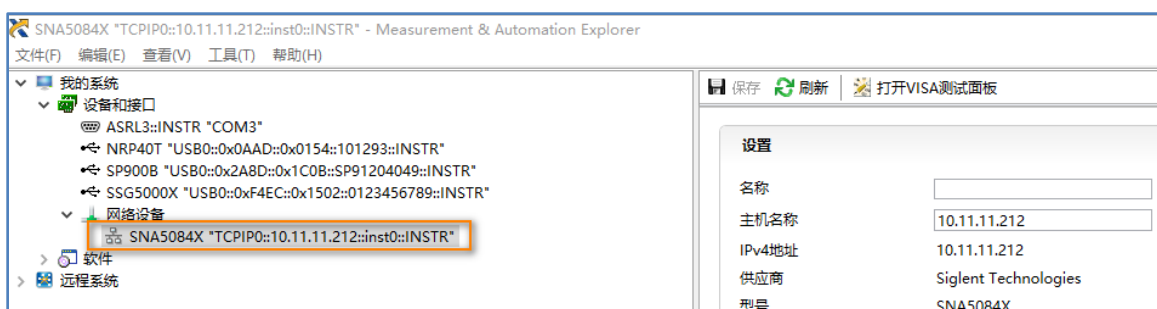 SNA5084X "TCPIP0::10.11.11.212::inst0::INSTR" - Measurement & Automation Explorer
文件(F) 编辑(E) 查看(V) 工具(T) 帮助(H)
我的系统
设备和接口
ASRL3::INSTR "COM3"
NRP40T "USB0::0x0AAD::0x0154::101293::INSTR"
SP900B "USB0::0x2A8D::0x1C0B::SP91204049::INSTR"
SSG5000X "USB0::0xF4EC::0x1502::0123456789::INSTR"
网络设备
SNA5084X "TCPIP0::10.11.11.212::inst0::INSTR"
软件
远程系统
保存 刷新 打开VISA测试面板
设置
名称
主机名称 10.11.11.212
IPv4地址 10.11.11.212
供应商 Siglent Technologies
型号 SNA5084X